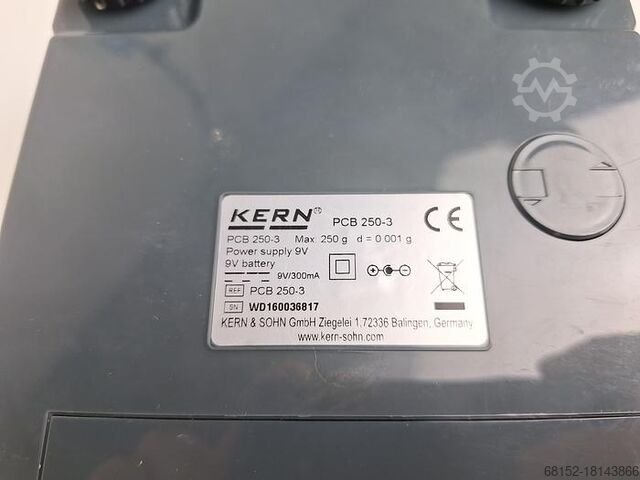 KERN® PCB 250-3
PCB 250-3 Max 250 g d = 0.001 g
Power supply 9V
9V battery
9V/300mA
REF PCB 250-3
SN WD160036817
KERN & SOHN GmbH Ziegelei 1,72336 Balingen, Germany
www.kern-sohn.com
68152-18143866